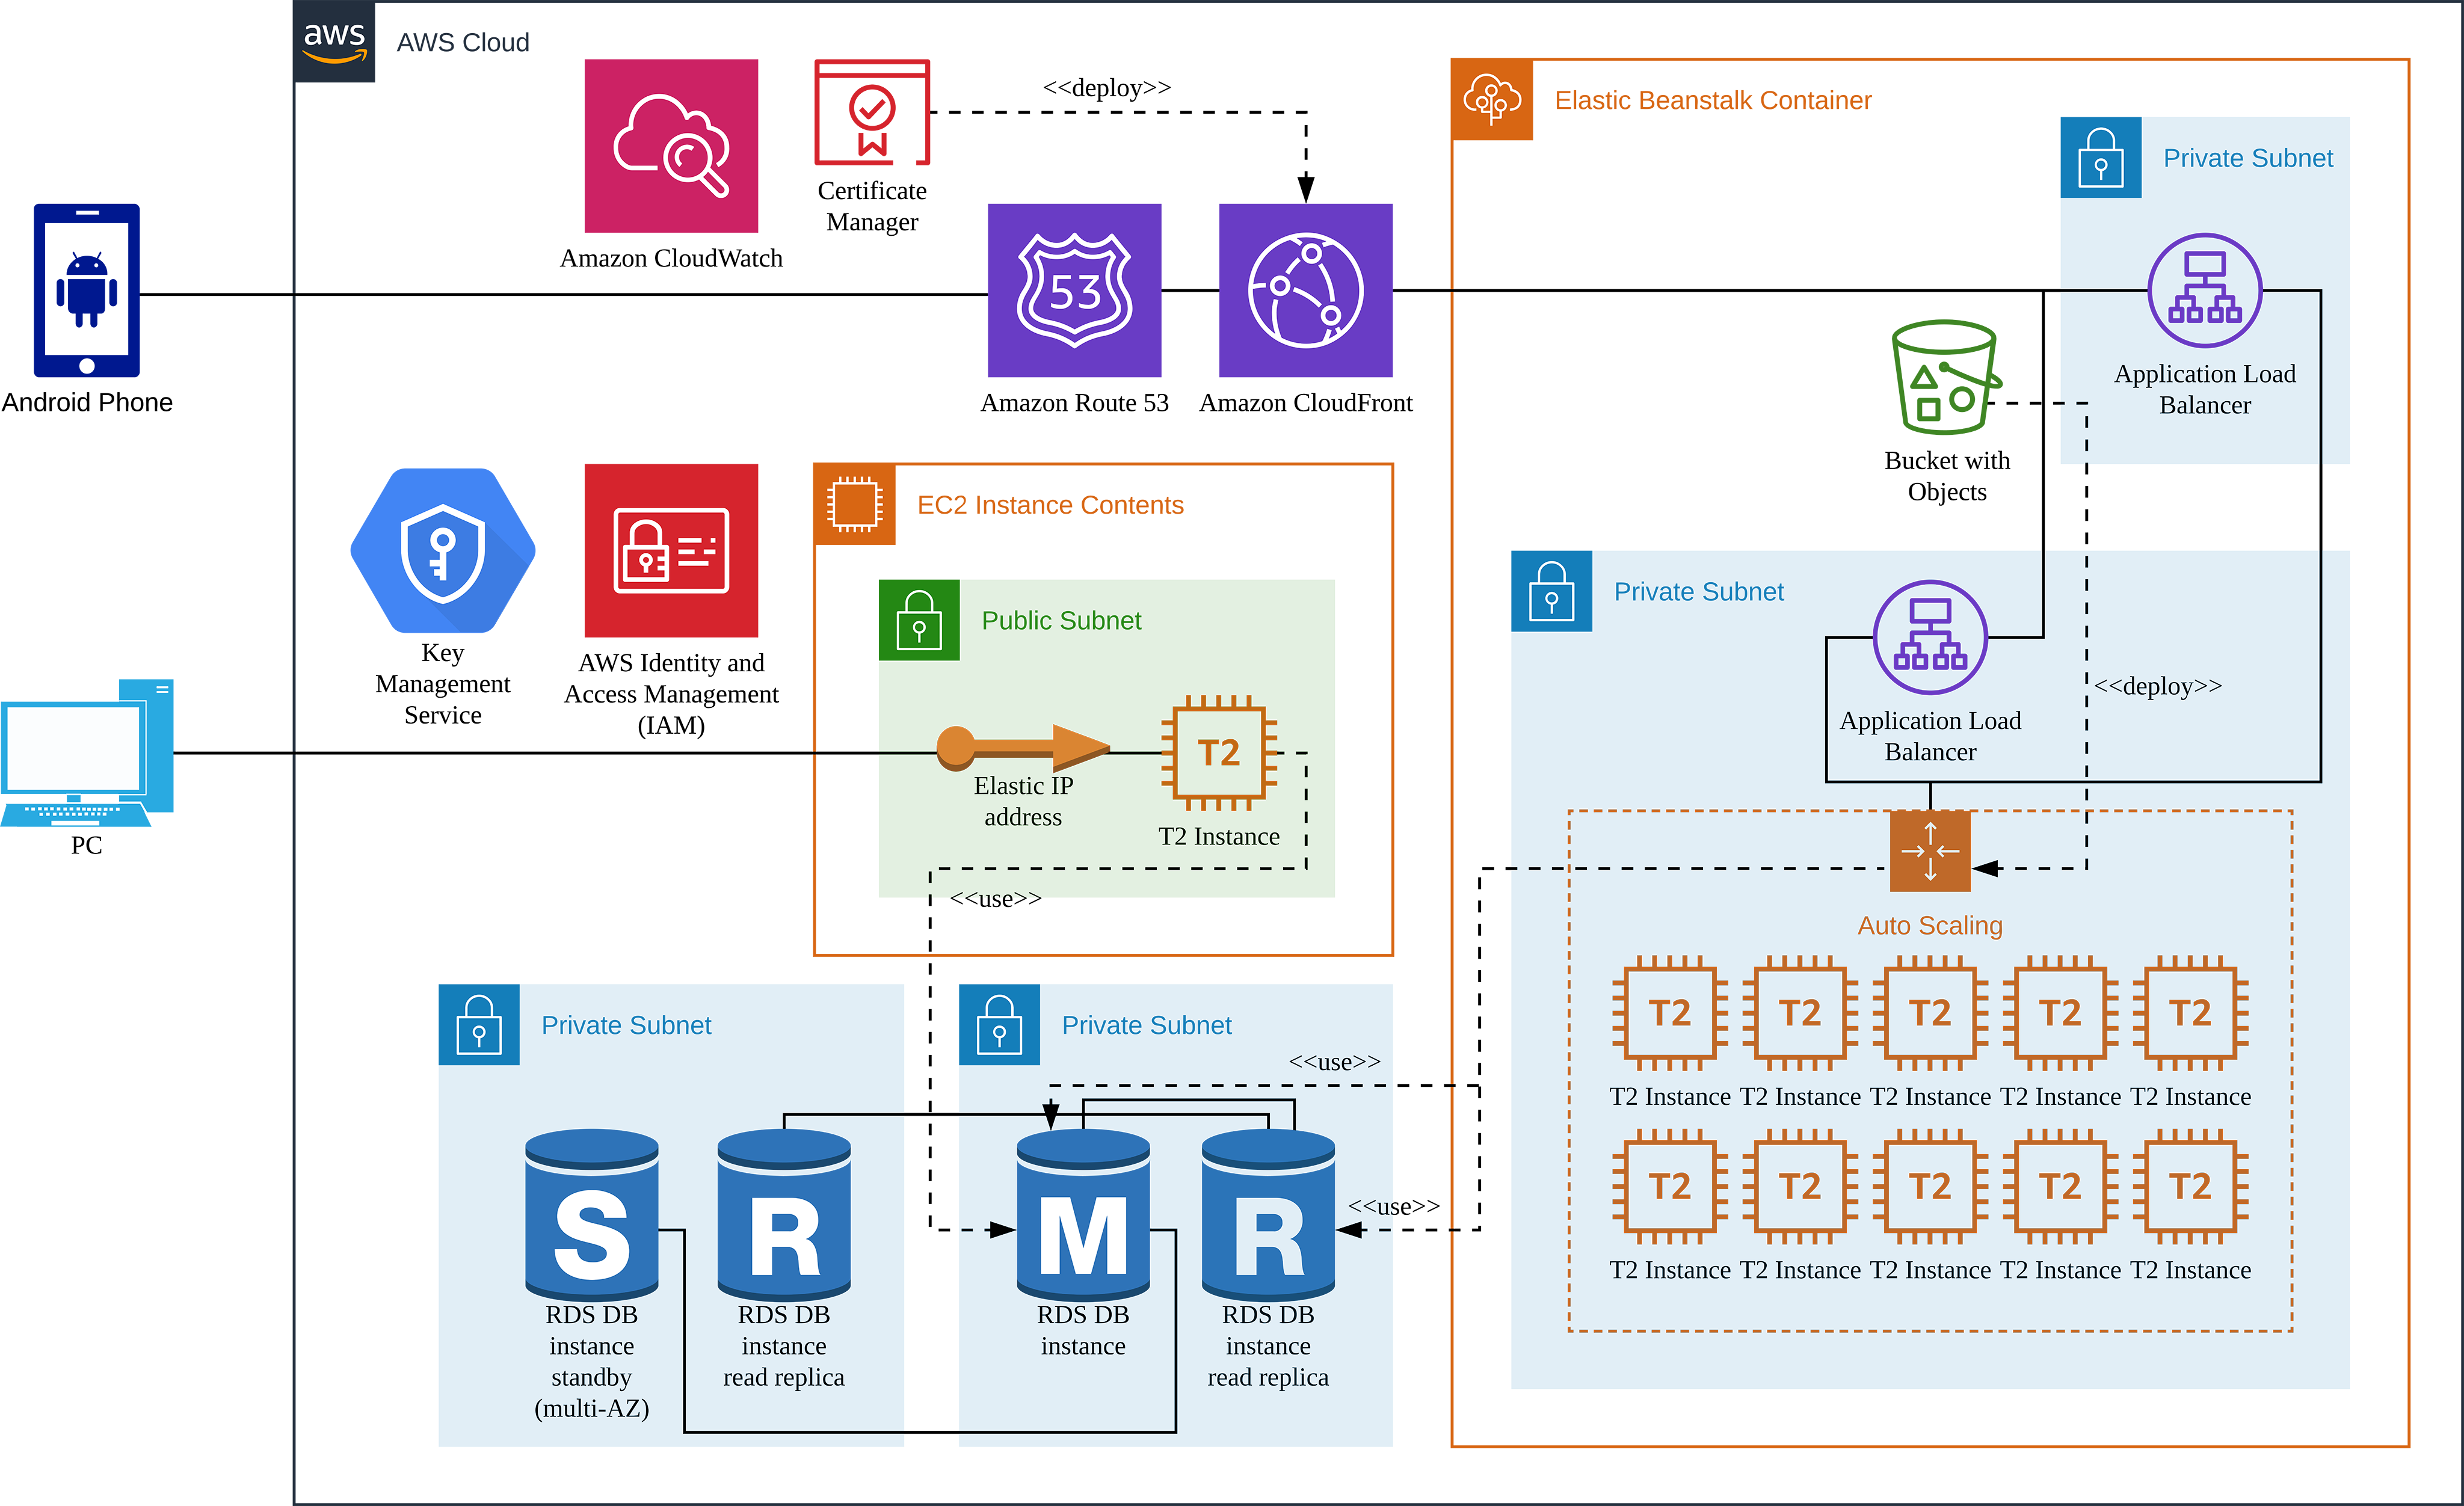 aws
AWS Cloud
Elastic Beanstalk Container
<<deploy>>
Private Subnet
Certificate
Manager
Amazon CloudWatch
53
Android Phone
Amazon Route 53
Amazon CloudFront
Application Load
Balancer
Bucket with
Objects
EC2 Instance Contents
Private Subnet
Public Subnet
Key
Management
Service
AWS Identity and
Access Management
(IAM)
<<deploy>>
Application Load
Balancer
T2
Elastic IP
address
T2 Instance
PC
<<use>>
Auto Scaling
Private Subnet
Private Subnet
T2
T2
T2
T2
T2
<<use>>
T2 Instance
T2 Instance
T2 Instance
T2 Instance
T2 Instance
T2
T2
T2
T2
T2
<<use>>
S
R
M
R
T2 Instance
T2 Instance
T2 Instance
T2 Instance
T2 Instance
RDS DB
instance
standby
(multi-AZ)
RDS DB
instance
read replica
RDS DB
instance
RDS DB
instance
read replica